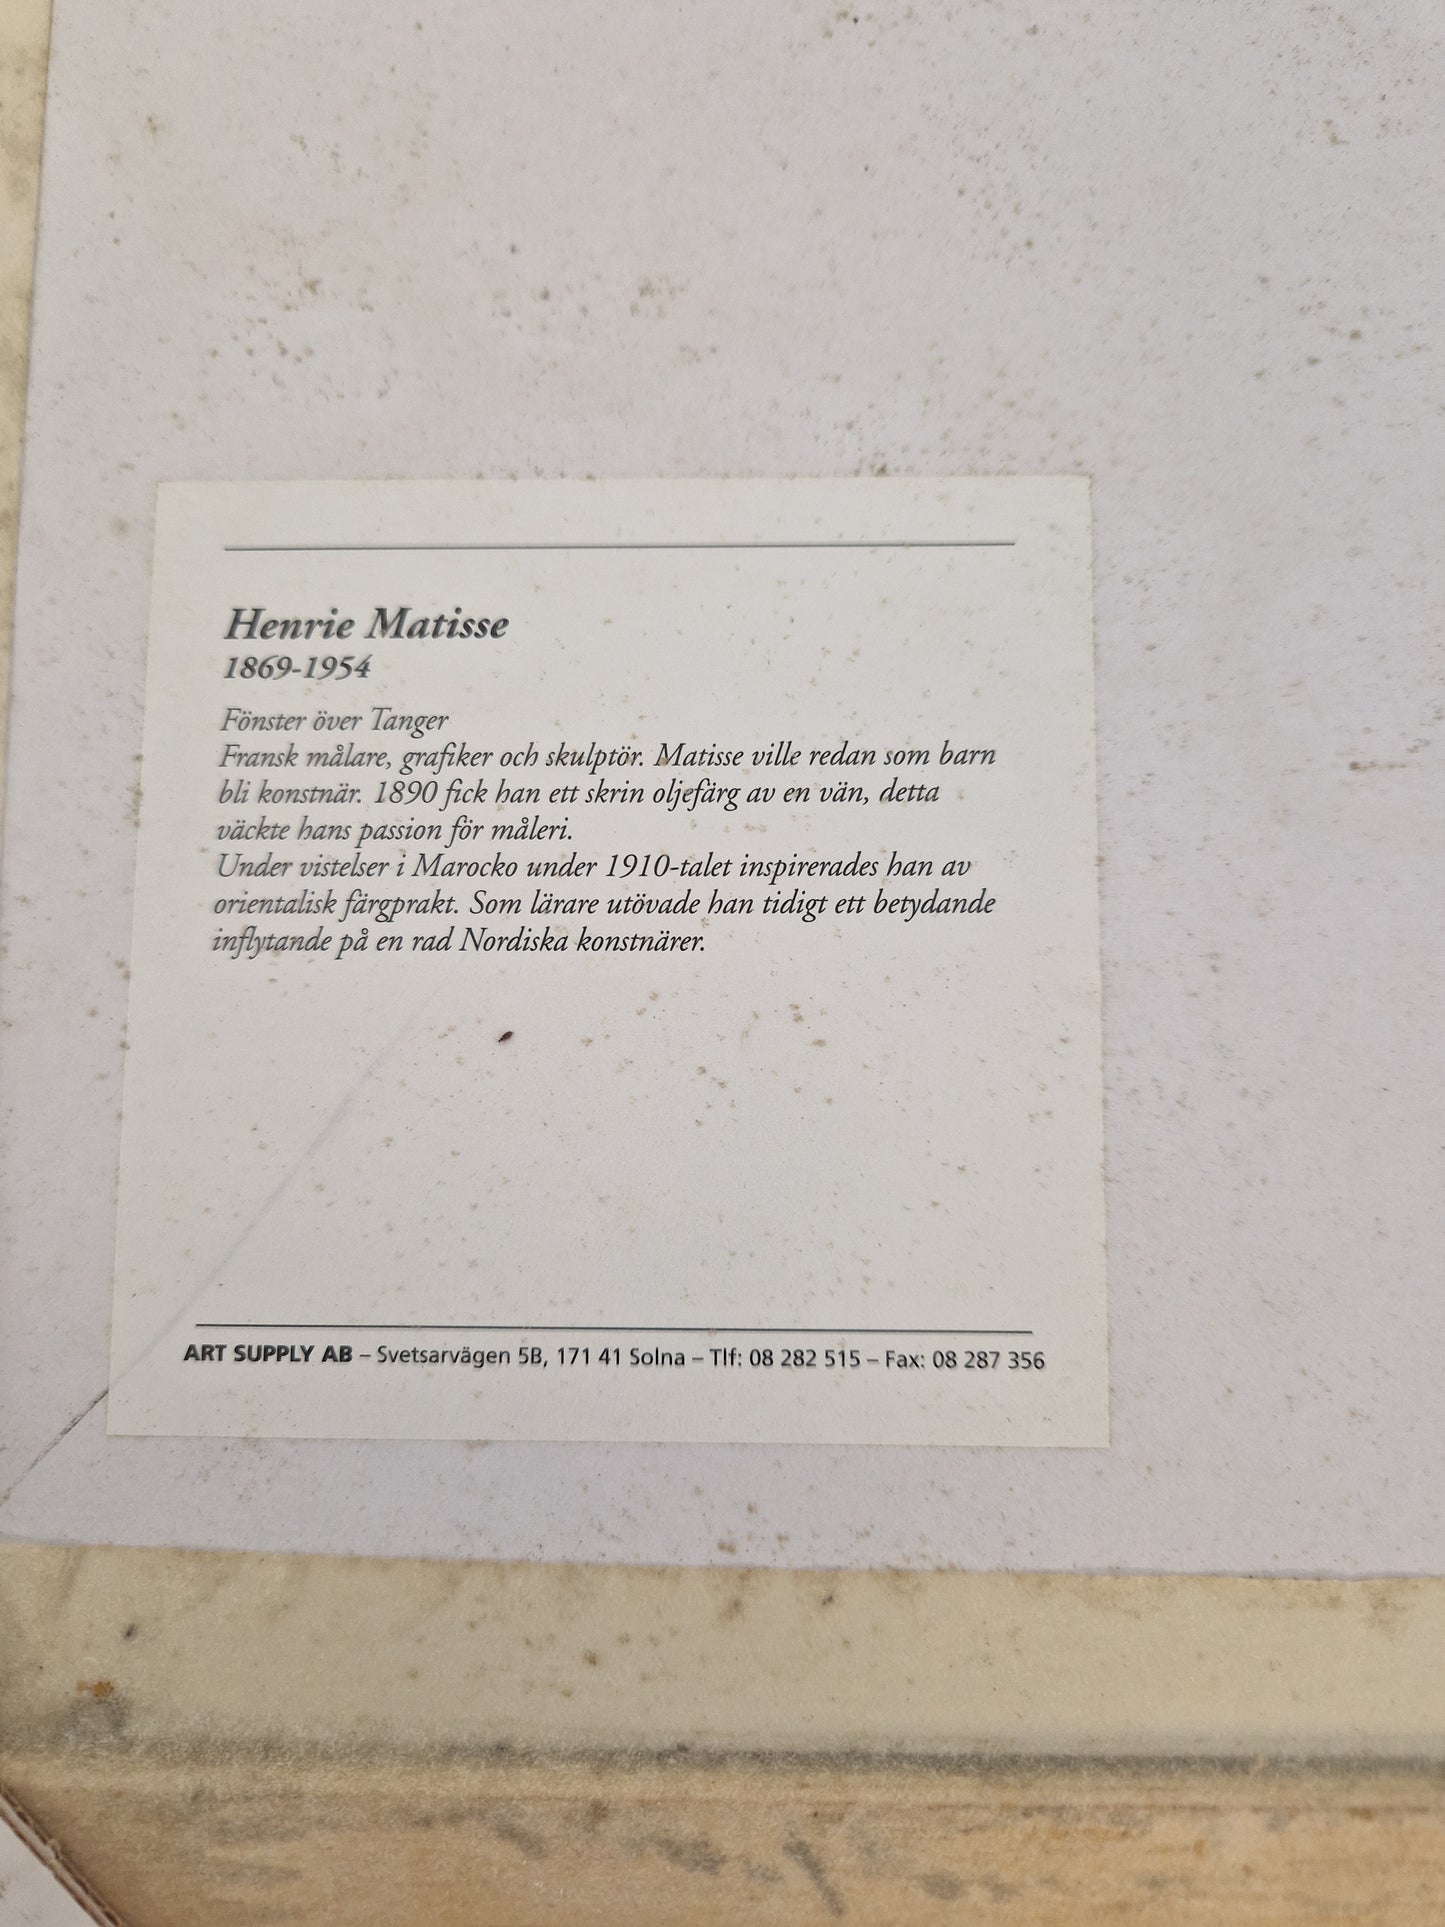 Henrie Matisse
1869-1954
Fönster över Tanger
Fransk målare, grafiker och skulptör. Matisse ville redan som barn
bli konstnär. 1890 fick han ett skrin oljefärg av en vän, detta
väckte hans passion för måleri.
Under vistelser i Marocko under 1910-talet inspirerades han av
orientalisk färgprakt. Som lärare utövade han tidigt ett betydande
inflytande på en rad Nordiska konstnärer.
ART SUPPLY AB – Svetsarvägen 5B, 171 41 Solna – Tlf: 08 282 515 – Fax: 08 287 356